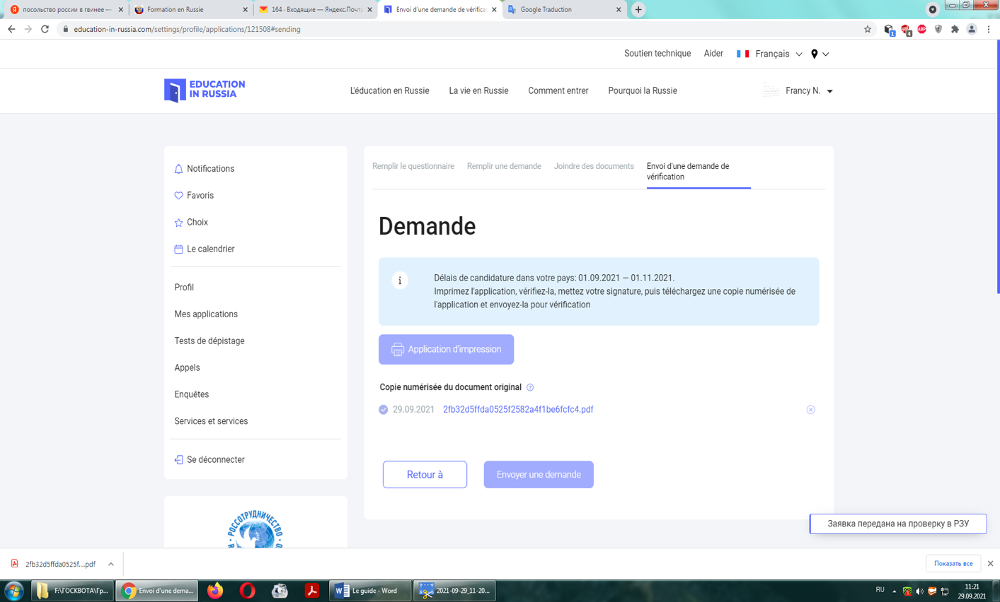 посольство россии в гвинее —
Formation en Russie
164 · Входящие — Яндекс.Почта
Envoi d'une demande de vérificat
Google Traduction
education-in-russia.com/settings/profile/applications/121508#sending
1
4
ABP
Soutien technique
Aider
Français
EDUCATION
IN RUSSIA
L'éducation en Russie
La vie en Russie
Comment entrer
Pourquoi la Russie
Francy N.
Notifications
Favoris
Choix
Le calendrier
Profil
Mes applications
Tests de dépistage
Appels
Enquêtes
Services et services
Se déconnecter
РОССОТРУДНИЧЕСТВО
Remplir le questionnaire
Remplir une demande
Joindre des documents
Envoi d'une demande de
vérification
Demande
i
Délais de candidature dans votre pays: 01.09.2021 — 01.11.2021.
Imprimez l'application, vérifiez-la, mettez votre signature, puis téléchargez une copie numérisée de
l'application et envoyez-la pour vérification
Application d'impression
Copie numérisée du document original
?
29.09.2021 2fb32d5ffda0525f2582a4f1be6fcfc4.pdf
Retour à
Envoyer une demande
Заявка передана на проверку в РЗУ
2fb32d5ffda0525f....pdf
Показать все
F:\ГОСКВОТА\Гр...
Envoi d'une dema...
Le guide - Word
2021-09-29_11-20...
RU
11:21
29.09.2021